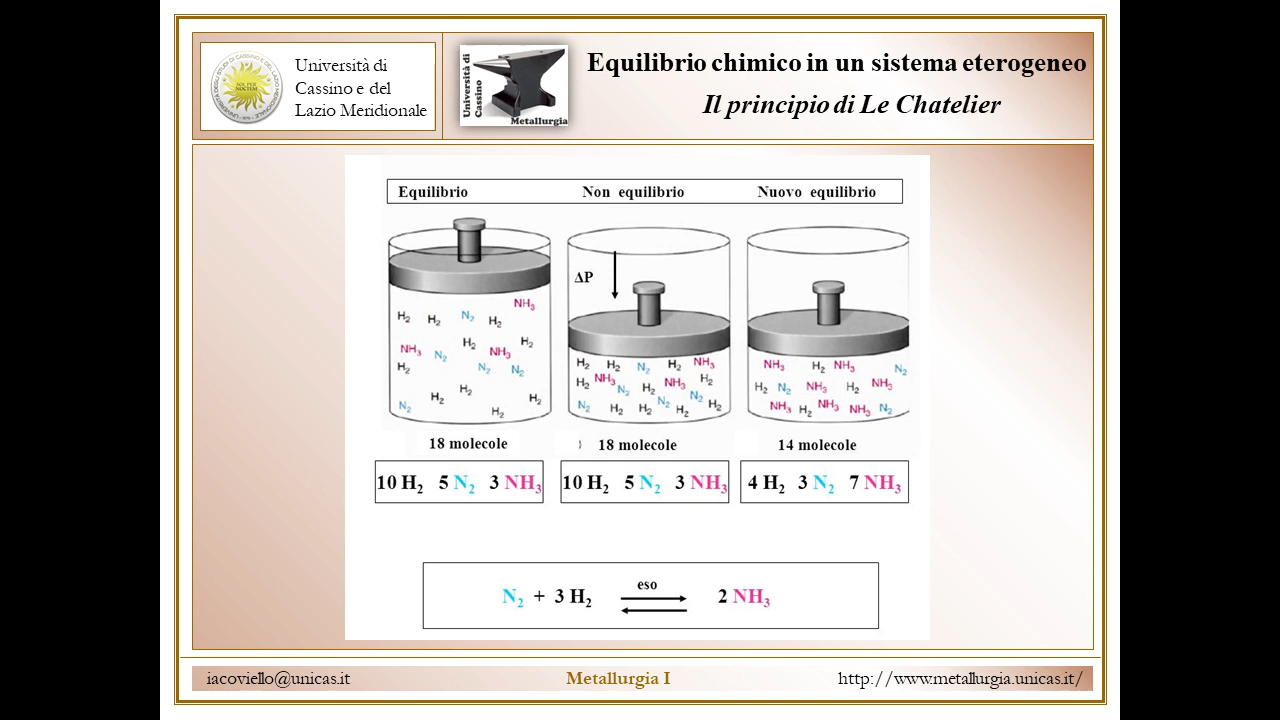 Università di
Cassino e del
Lazio Meridionale
Università di
Cassino
Metallurgia
Equilibrio chimico in un sistema eterogeneo
Il principio di Le Chatelier
Equilibrio Non equilibrio Nuovo equilibrio
ΔP
NH₃
H₂ H₂ N₂ H₂
H₂ H₂
NH₃ N₂ NH₃
H₂ N₂ N₂
H₂ H₂ H₂
N₂ H₂
H₂ H₂ N₂ H₂ NH₃
H₂ NH₃ N₂ H₂ NH₃ H₂
N₂ H₂ H₂ N₂ H₂ N₂ H₂
NH₃ H₂ NH₃ N₂
H₂ N₂ NH₃ H₂ NH₃
NH₃ H₂ NH₃ NH₃ N₂
18 molecole ) 18 molecole 14 molecole
10 H₂ 5 N₂ 3 NH₃ 10 H₂ 5 N₂ 3 NH₃ 4 H₂ 3 N₂ 7 NH₃
eso
N₂ + 3 H₂ ⇄ 2 NH₃
iacoviello@unicas.it Metallurgia I http://www.metallurgia.unicas.it/